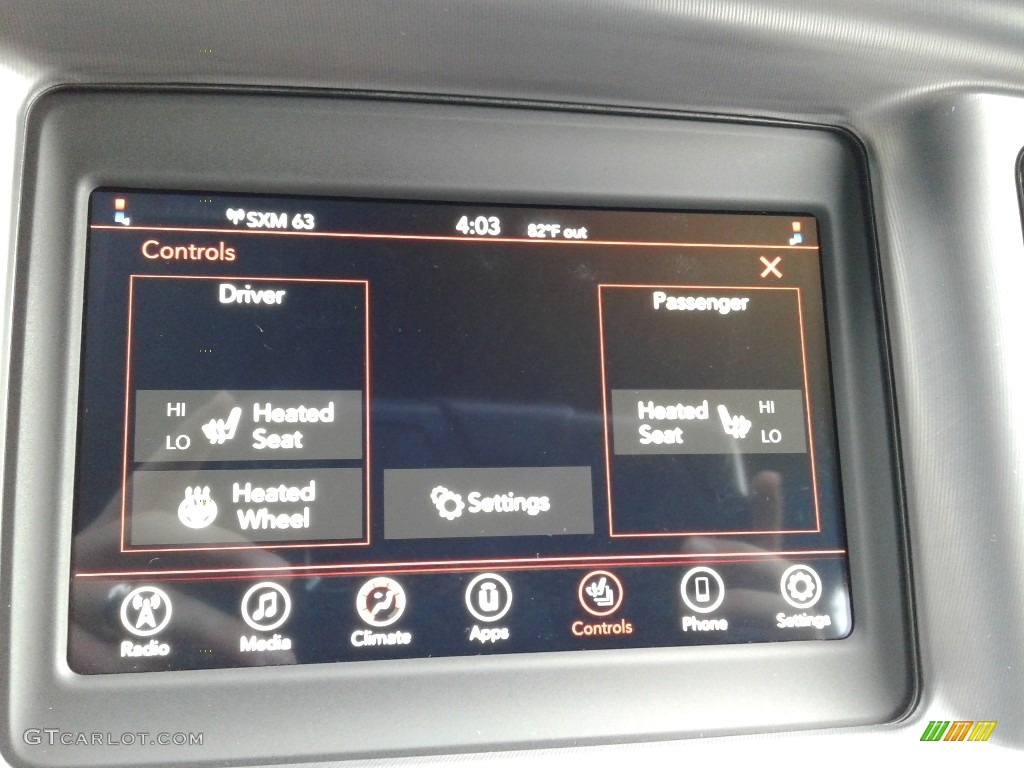 SXM 63
4:03
82°F out
Controls
X
Driver
Passenger
HI
LO
Heated
Seat
Heated
Seat
HI
LO
Heated
Wheel
Settings
Radio
Media
Climate
Apps
Controls
Phone
Settings
GTcarlot.com